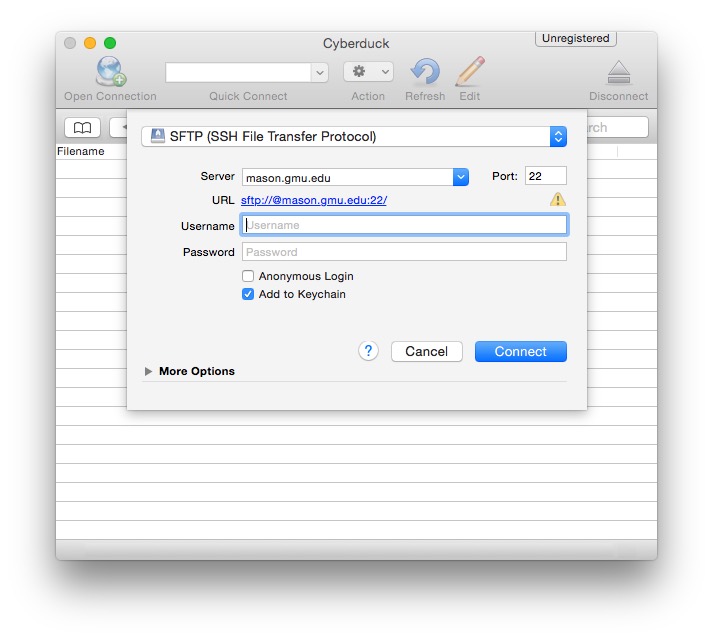 Cyberduck
Unregistered
Open Connection
Quick Connect
Action
Refresh
Edit
Disconnect
Filename
SFTP (SSH File Transfer Protocol)
Server mason.gmu.edu Port: 22
URL sftp://@mason.gmu.edu:22/
Username Username
Password Password
Anonymous Login
Add to Keychain
? Cancel Connect
More Options